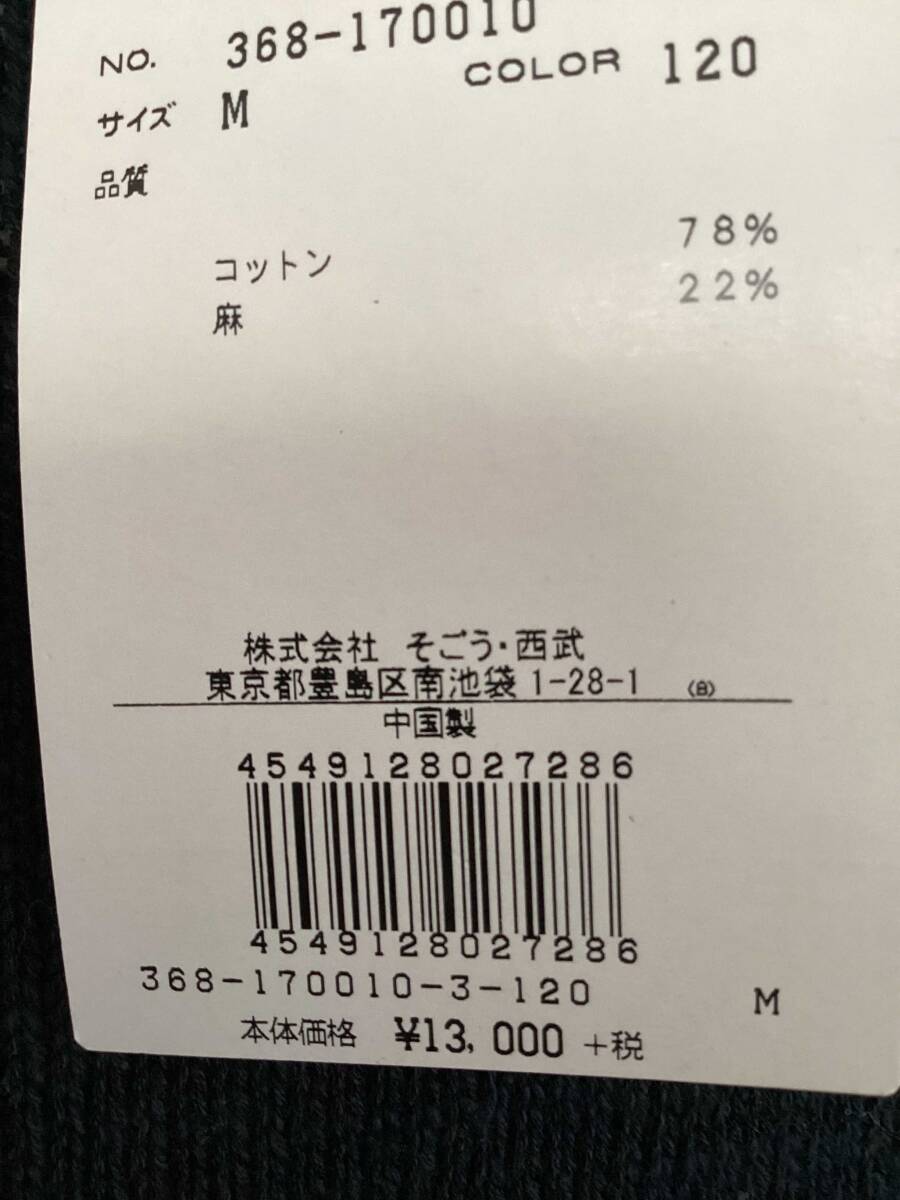 NO. 368-170010
COLOR 120
サイズ M
品質
コットン 78%
麻 22%
株式会社 そごう・西武
東京都豊島区南池袋1-28-1 (B)
中国製
4549128027286
4549128027286
368-170010-3-120 M
本体価格 ¥13,000 +税